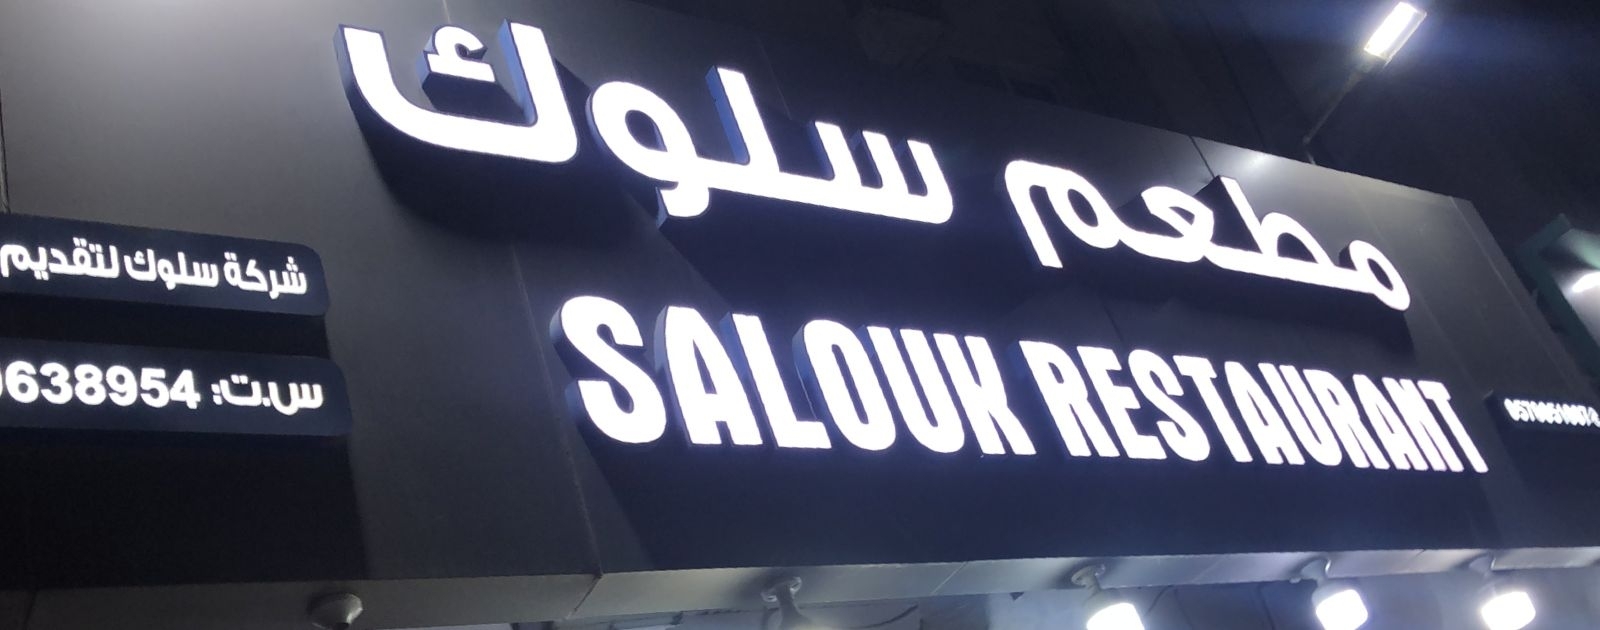 مطعم سلوك
SALOUK RESTAURANT
شركة سلوك لتقديم
س.ت: 638954